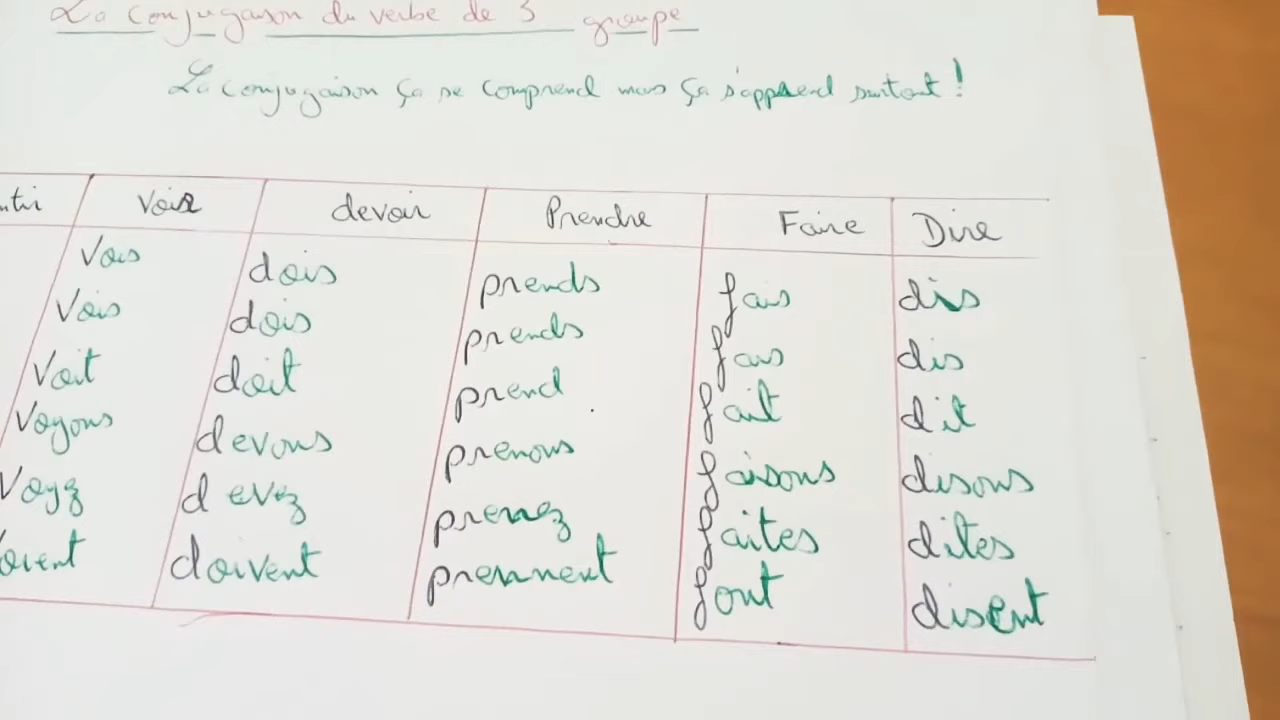 La conjugaison du verbe de 3 groupe
La conjugaison ça se comprend mais ça s'apprend surtout !
Voir devoir Prendre Faire Dire
Vois dois prends fais dis
Vois dois prends fais dis
Voit doit prend fait dit
Voyons devons prenons faisons disons
Voyez devez prenez faites dites
doivent prennent font disent